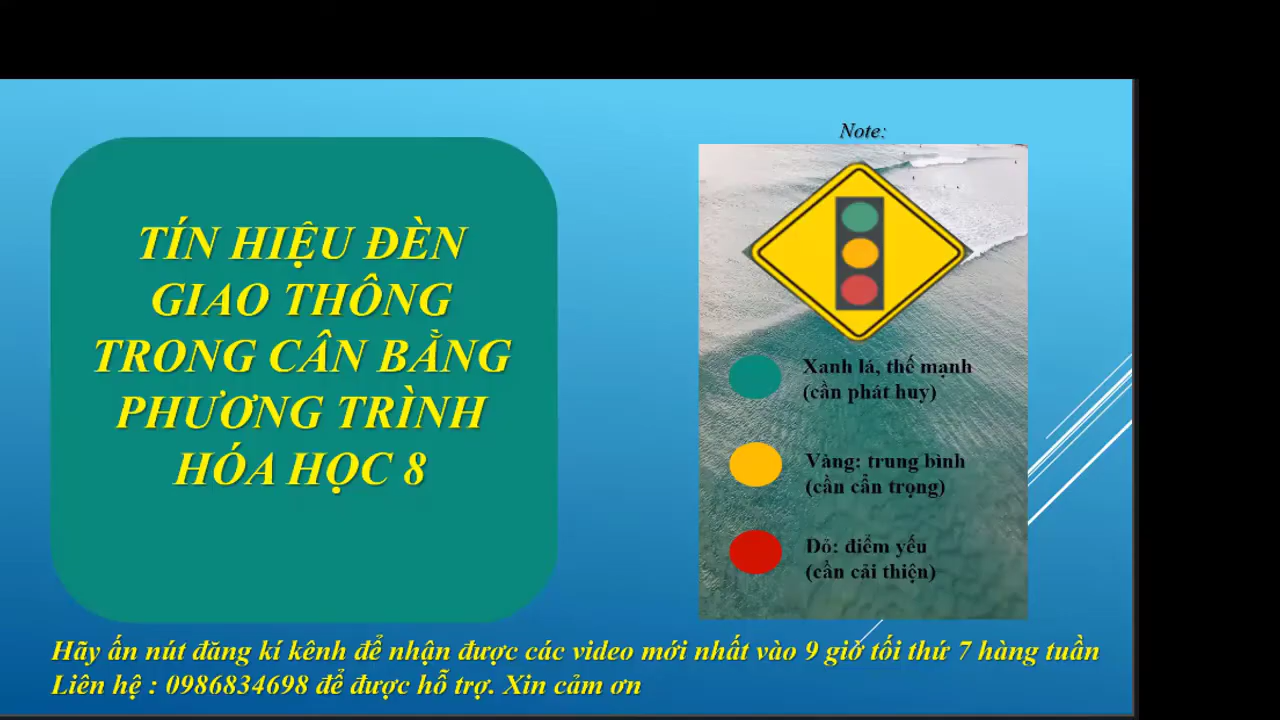 TÍN HIỆU ĐÈN
GIAO THÔNG
TRONG CÂN BẰNG
PHƯƠNG TRÌNH
HÓA HỌC 8
Note:
Xanh lá, thế mạnh
(cần phát huy)
Vàng: trung bình
(cần cẩn trọng)
Dỏ: điểm yếu
(cần cải thiện)
Hãy ấn nút đăng kí kênh để nhận được các video mới nhất vào 9 giờ tối thứ 7 hàng tuần
Liên hệ : 0986834698 để được hỗ trợ. Xin cảm ơn